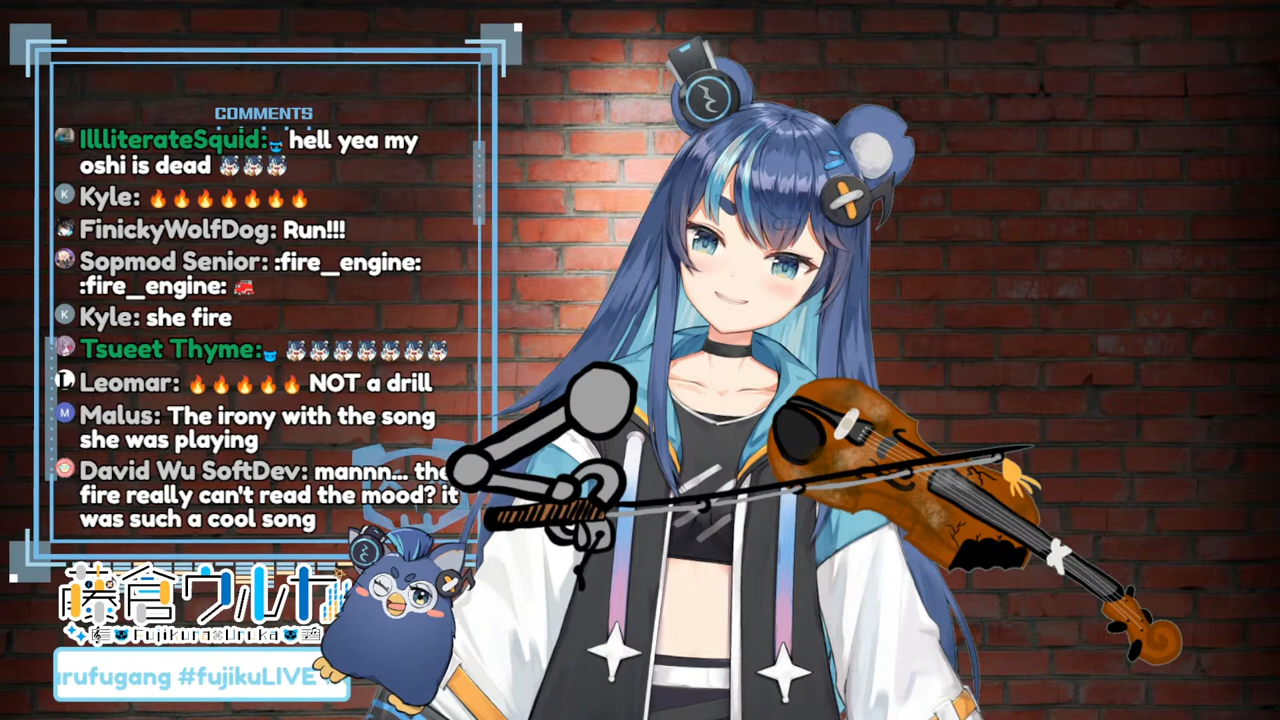 COMMENTS
IllliterateSquid: hell yea my
oshi is dead
K Kyle: 🔥🔥🔥🔥🔥🔥🔥
FinickyWolfDog: Run!!!
Sopmod Senior: :fire_engine:
:fire_engine: 🚒
K Kyle: she fire
Tsueet Thyme:
L Leomar: 🔥🔥🔥🔥🔥 NOT a drill
M Malus: The irony with the song
she was playing
David Wu SoftDev: mannn... the
fire really can't read the mood? it
was such a cool song
藤倉ウルカ
Fujikura Uruka
urufugang #fujikuLIVE